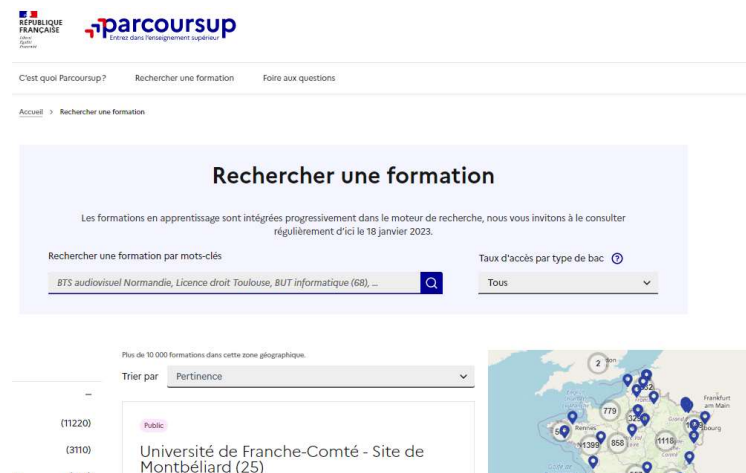 RÉPUBLIQUE
FRANÇAISE
Liberté
Égalité
Fraternité
parcoursup
Entrez dans l'enseignement supérieur
C'est quoi Parcoursup? Rechercher une formation Foire aux questions
Accueil > Rechercher une formation
Rechercher une formation
Les formations en apprentissage sont intégrées progressivement dans le moteur de recherche, nous vous invitons à le consulter
régulièrement d'ici le 18 janvier 2023.
Rechercher une formation par mots-clés Taux d'accès par type de bac ?
BTS audiovisuel Normandie, Licence droit Toulouse, BUT informatique (68), ... Tous
Plus de 10 000 formations dans cette zone géographique.
Trier par Pertinence
(11220)
(3110)
Public
Université de Franche-Comté - Site de
Montbéliard (25)
2
Frankfurt
am Main
779
Rennes
1399
858
1118